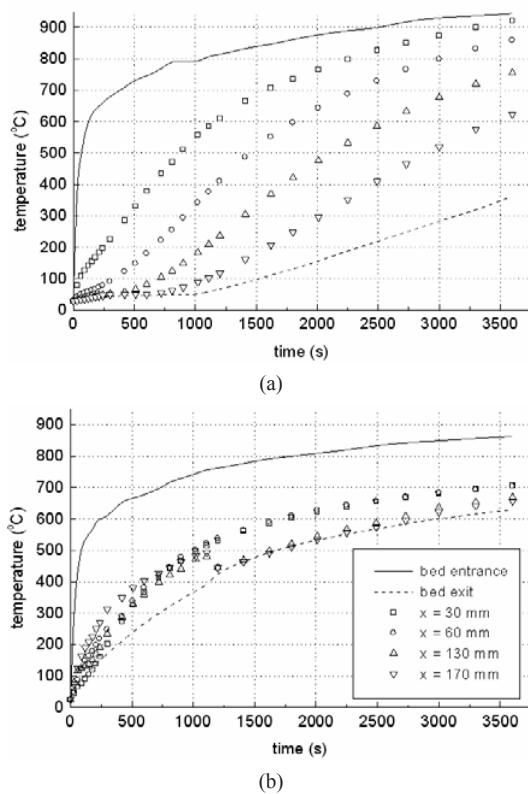 900
800
700
600
500
400
300
200
100
0
temperature (°C)
0 500 1000 1500 2000 2500 3000 3500
time (s)
(a)
900
800
700
600
500
400
300
200
100
0
temperature (°C)
bed entrance
bed exit
x = 30 mm
x = 60 mm
x = 130 mm
x = 170 mm
0 500 1000 1500 2000 2500 3000 3500
time (s)
(b)